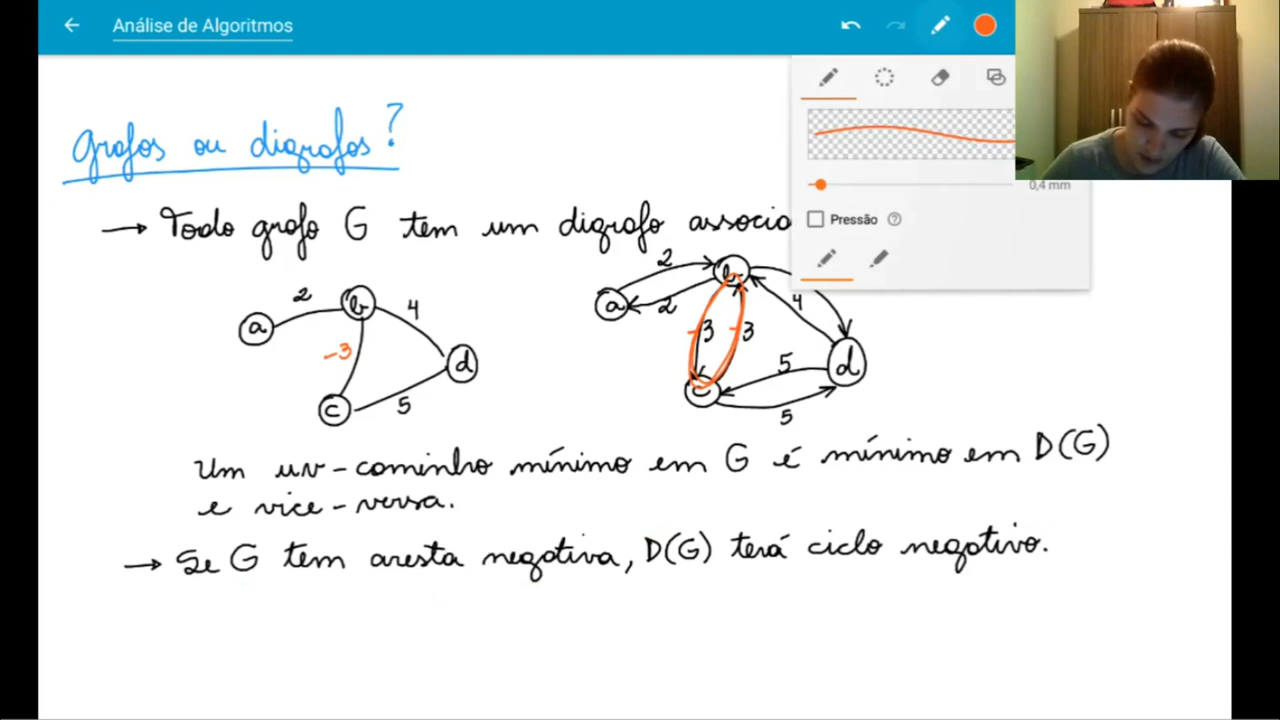 Análise de Algoritmos
0,4 mm
Pressão
grafos ou digrafos?
→ Todo grafo G tem um digrafo
a 2 b 4 d 5 c -3
a 2 2 b -3 -3 4 c 5 5 d
Um uv-caminho mínimo em G é mínimo em D(G)
e vice-versa.
→ Se G tem aresta negativa, D(G) terá ciclo negativo.